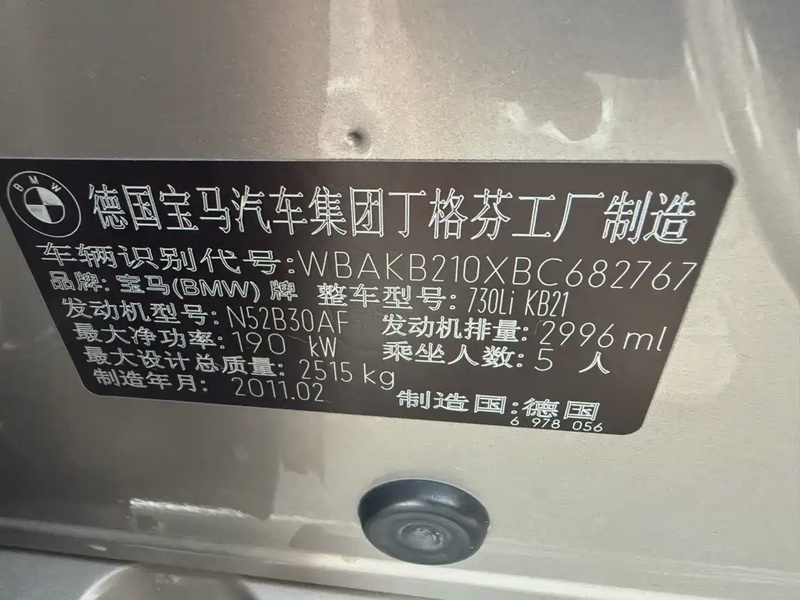 BMW
德国宝马汽车集团丁格芬工厂制造
车辆识别代号:WBAKB210XBC682767
品牌:宝马(BMW)牌 整车型号:730Li KB21
发动机型号:N52B30AF 发动机排量:2996 ml
最大净功率:190 kW 乘坐人数:5 人
最大设计总质量:2515 kg
制造年月:2011.02 制造国:德国
6 978 056